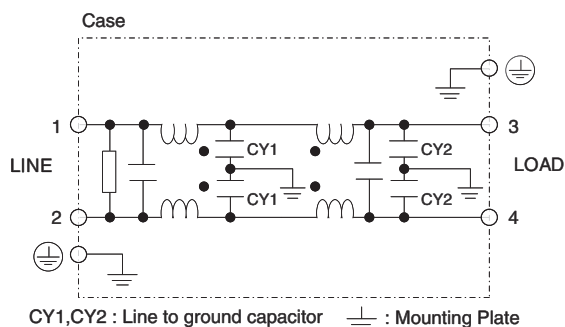 Case
1
3
CY1
CY2
LINE
LOAD
CY1
CY2
2
4
CY1,CY2 : Line to ground capacitor
: Mounting Plate